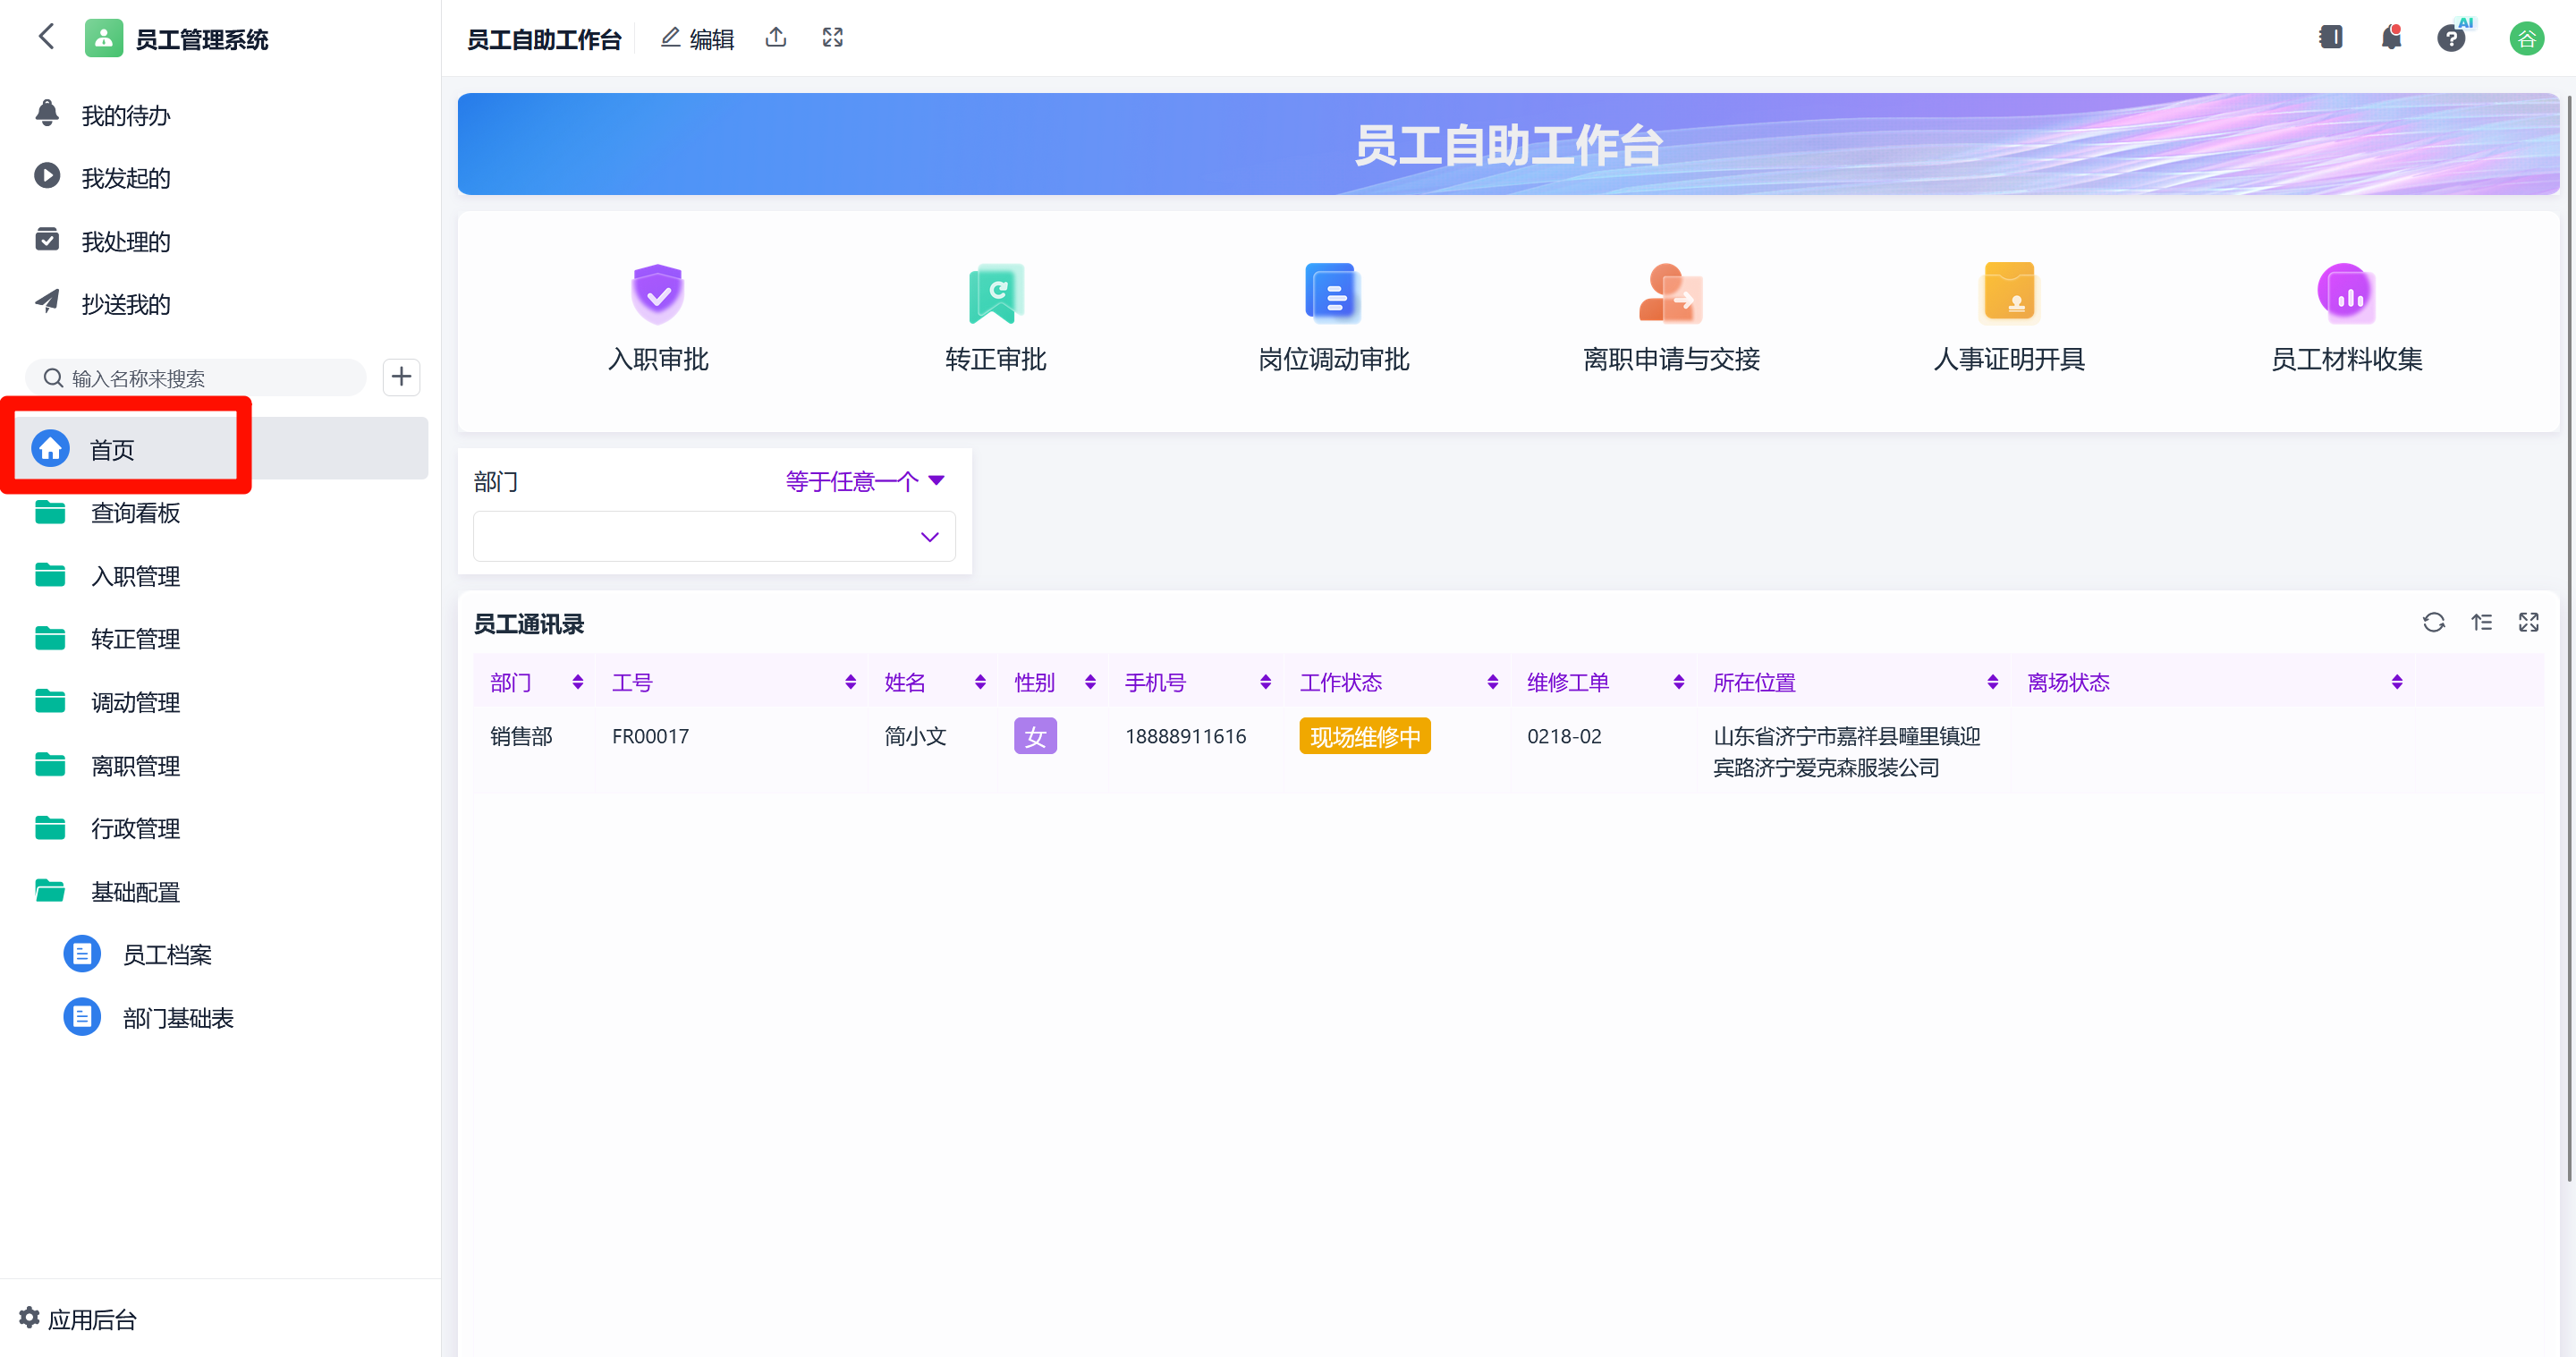 员工管理系统
我的待办
我发起的
我处理的
抄送我的
输入名称来搜索
首页
查询看板
入职管理
转正管理
调动管理
离职管理
行政管理
基础配置
员工档案
部门基础表
应用后台
员工自助工作台
编辑
AI
谷
员工自助工作台
入职审批
转正审批
岗位调动审批
离职申请与交接
人事证明开具
员工材料收集
部门 等于任意一个
员工通讯录
部门 工号 姓名 性别 手机号 工作状态 维修工单 所在位置 离场状态
销售部 FR00017 简小文 女 18888911616 现场维修中 0218-02 山东省济宁市嘉祥县疃里镇迎
宾路济宁爱克森服装公司